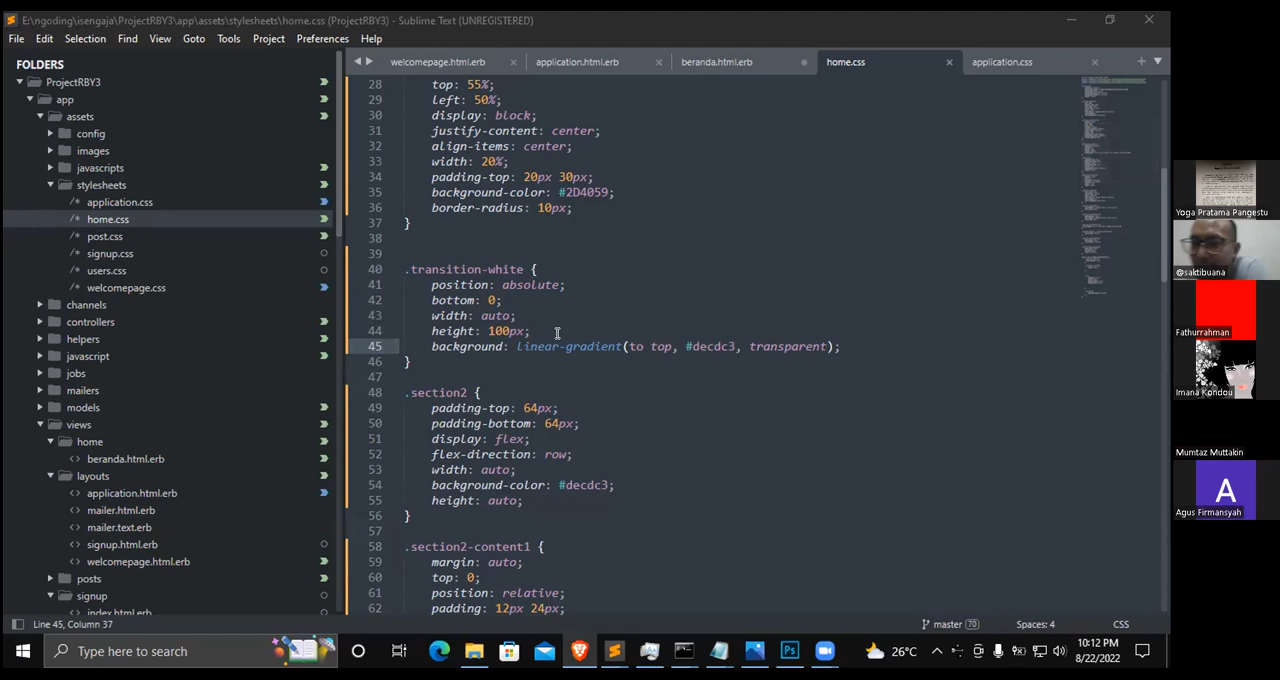 E:\ngoding\isengaja\ProjectRBY3\app\assets\stylesheets\home.css (ProjectRBY3) - Sublime Text (UNREGISTERED)
File Edit Selection Find View Goto Tools Project Preferences Help
FOLDERS
ProjectRBY3
app
assets
config
images
javascripts
stylesheets
/* application.css
/* home.css
/* post.css
/* signup.css
/* users.css
/* welcomepage.css
channels
controllers
helpers
javascript
jobs
mailers
models
views
home
<> beranda.html.erb
layouts
<> application.html.erb
<> mailer.html.erb
<> mailer.text.erb
<> signup.html.erb
<> welcomepage.html.erb
posts
signup
<> index.html.erb
welcomepage.html.erb application.html.erb beranda.html.erb home.css application.css
28 top: 55%;
29 left: 50%;
30 display: block;
31 justify-content: center;
32 align-items: center;
33 width: 20%;
34 padding-top: 20px 30px;
35 background-color: #2D4059;
36 border-radius: 10px;
37 }
38
39
40 .transition-white {
41 position: absolute;
42 bottom: 0;
43 width: auto;
44 height: 100px;
45 background: linear-gradient(to top, #decdc3, transparent);
46 }
47
48 .section2 {
49 padding-top: 64px;
50 padding-bottom: 64px;
51 display: flex;
52 flex-direction: row;
53 width: auto;
54 background-color: #decdc3;
55 height: auto;
56 }
57
58 .section2-content1 {
59 margin: auto;
60 top: 0;
61 position: relative;
62 padding: 12px 24px;
Line 45, Column 37
master 70
Spaces: 4
CSS
Type here to search
Ps
26°C
10:12 PM
8/22/2022
Yoga Pratama Pangestu
@saktibuana
Fathurrahman
Imana Kondou
Mumtaz Muttakin
A
Agus Firmansyah